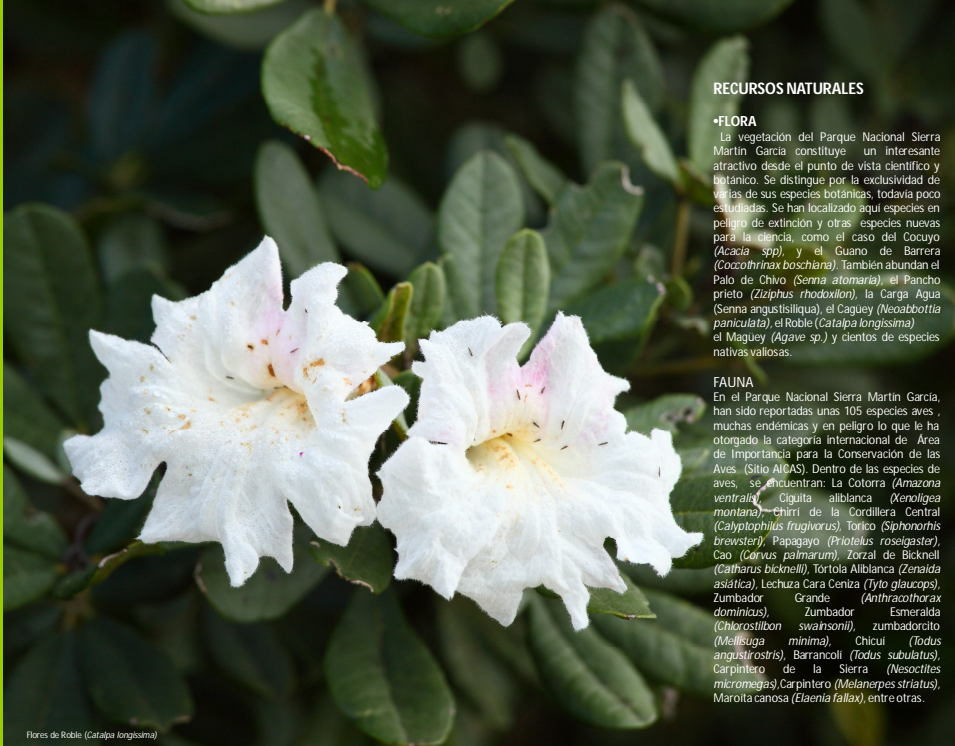 RECURSOS NATURALES
•FLORA
La vegetación del Parque Nacional Sierra
Martín García constituye un interesante
atractivo desde el punto de vista científico y
botánico. Se distingue por la exclusividad de
varias de sus especies botánicas, todavía poco
estudiadas. Se han localizado aquí especies en
peligro de extinción y otras especies nuevas
para la ciencia, como el caso del Cocuyo
(Acacia spp), y el Guano de Barrera
(Coccothrinax boschiana). También abundan el
Palo de Chivo (Senna atomaria), el Pancho
prieto (Ziziphus rhodoxilon), la Carga Agua
(Senna angustisiliqua), el Cagüey (Neoabbottia
paniculata), el Roble (Catalpa longissima)
el Magüey (Agave sp.) y cientos de especies
nativas valiosas.
FAUNA
En el Parque Nacional Sierra Martín García,
han sido reportadas unas 105 especies aves ,
muchas endémicas y en peligro lo que le ha
otorgado la categoría internacional de Área
de Importancia para la Conservación de las
Aves (Sitio AICAS). Dentro de las especies de
aves, se encuentran: La Cotorra (Amazona
ventralis), Cigüita aliblanca (Xenoligea
montana), Chirrí de la Cordillera Central
(Calyptophilus frugivorus), Torico (Siphonorhis
brewsteri), Papagayo (Priotelus roseigaster),
Cao (Corvus palmarum), Zorzal de Bicknell
(Catharus bicknelli), Tórtola Aliblanca (Zenaida
asiática), Lechuza Cara Ceniza (Tyto glaucops),
Zumbador Grande (Anthracothorax
dominicus), Zumbador Esmeralda
(Chlorostilbon swainsonii), zumbadorcito
(Mellisuga minima), Chicuí (Todus
angustirostris), Barrancolí (Todus subulatus),
Carpintero de la Sierra (Nesoctites
micromegas),Carpintero (Melanerpes striatus),
Maroíta canosa (Elaenia fallax), entre otras.
Flores de Roble (Catalpa longissima)